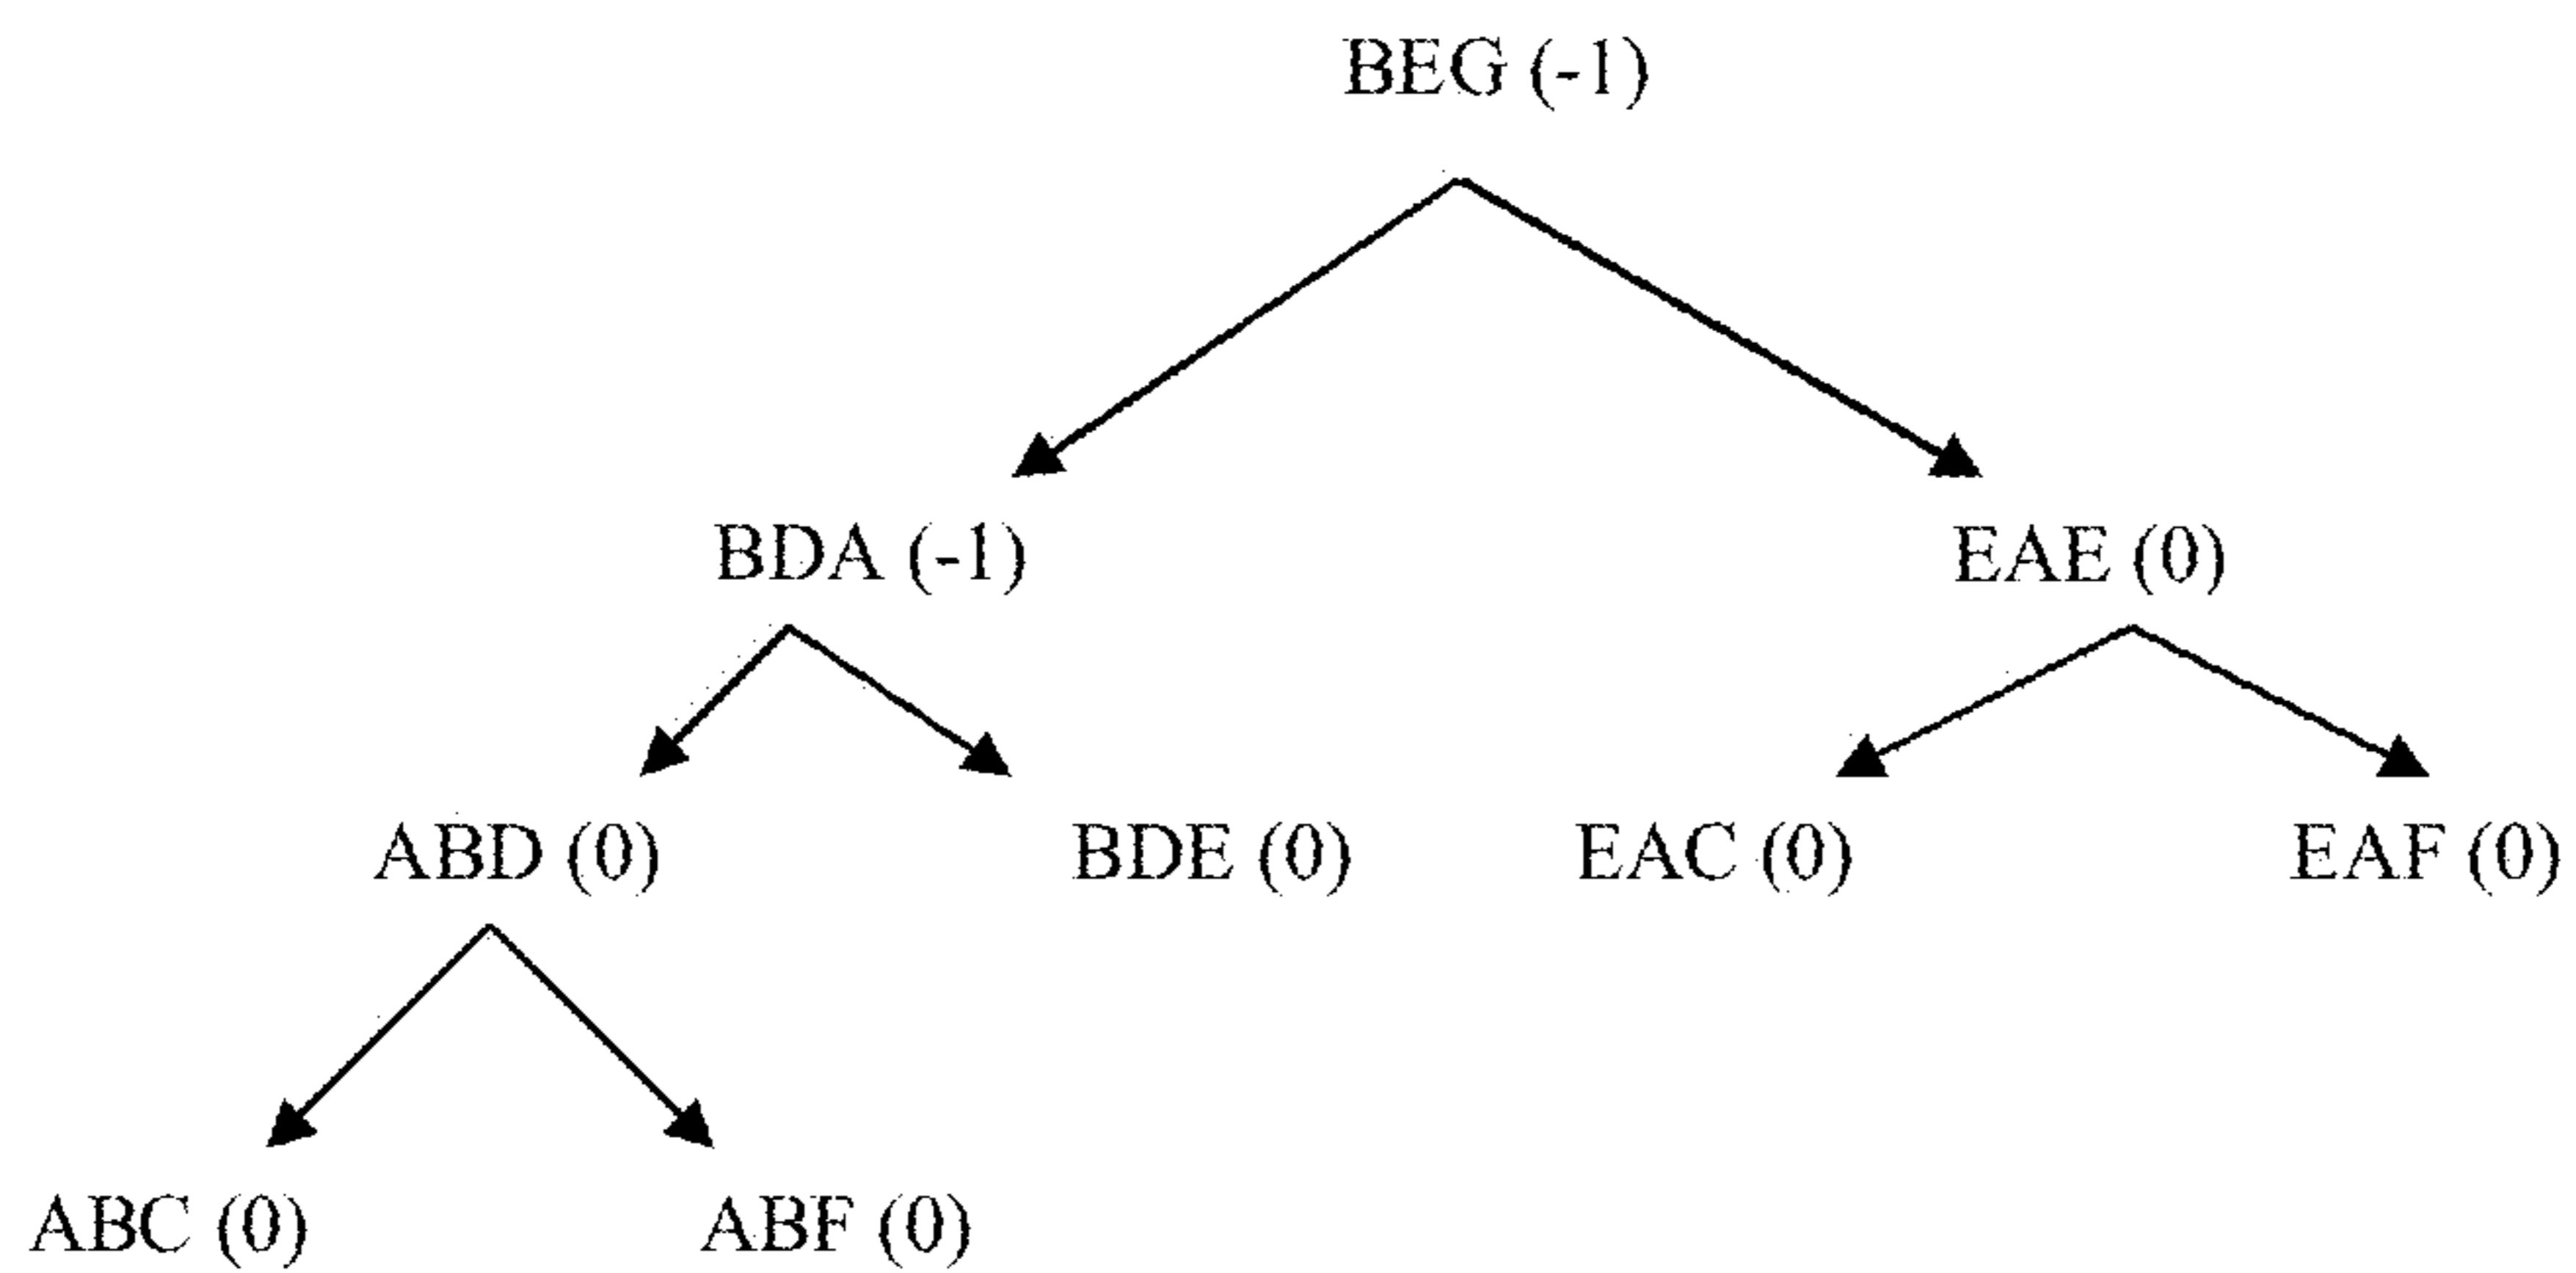 BEG (-1)
BDA (-1) EAE (0)
ABD (0) BDE (0) EAC (0) EAF (0)
ABC (0) ABF (0)